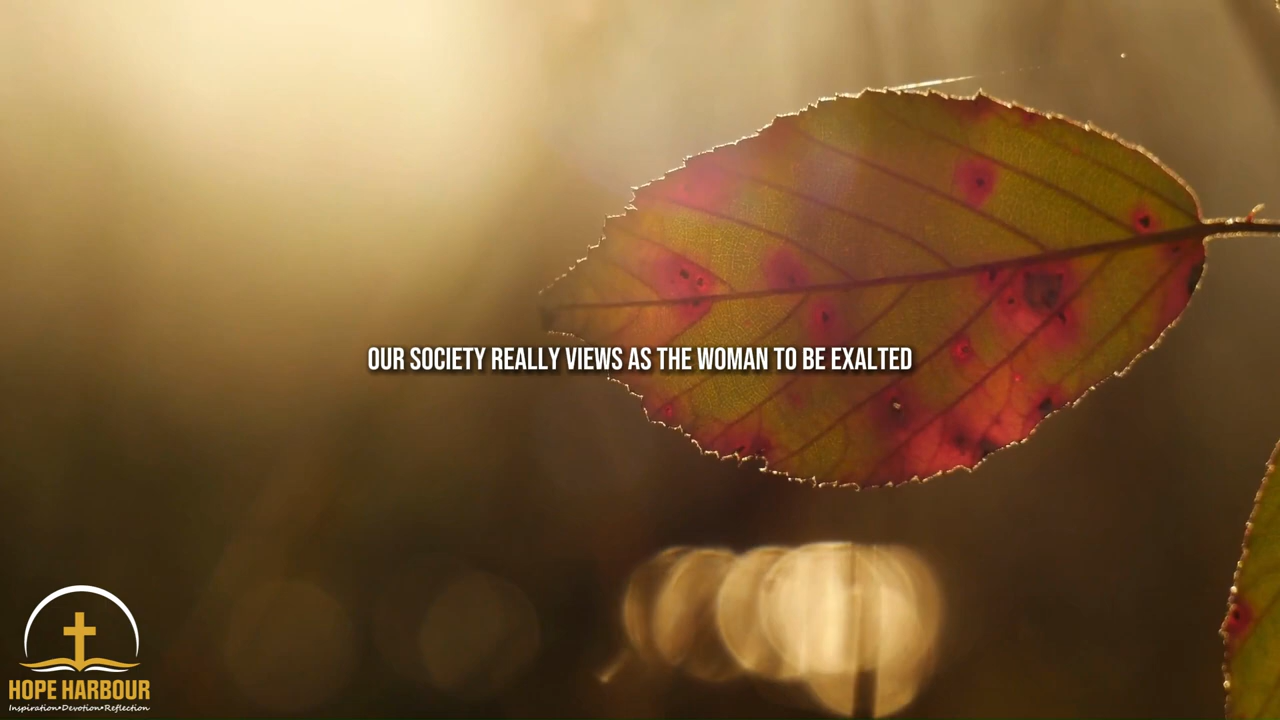 OUR SOCIETY REALLY VIEWS AS THE WOMAN TO BE EXALTED
HOPE HARBOUR
Inspiration•Devotion•Reflection